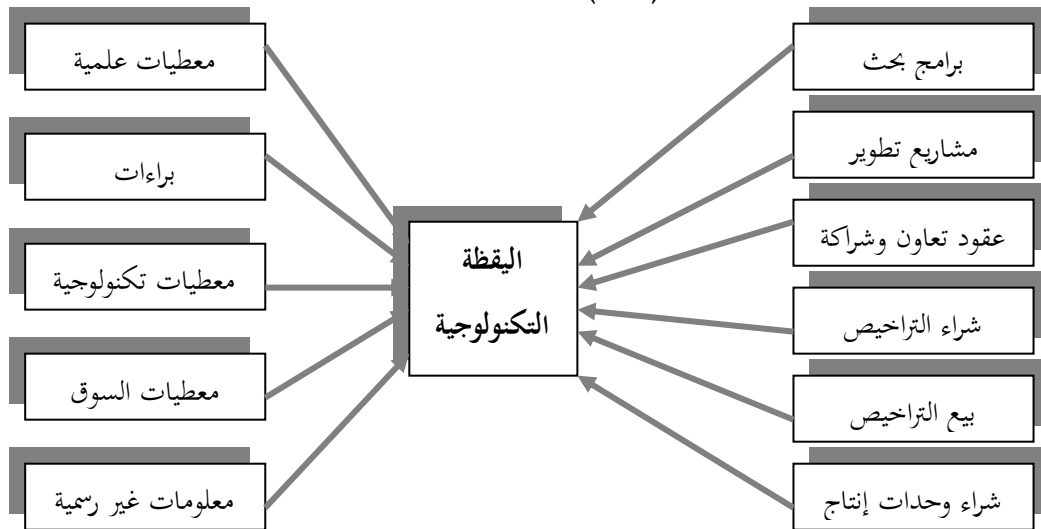 برامج بحث
مشاريع تطوير
عقود تعاون وشراكة
شراء التراخيص
بيع التراخيص
شراء وحدات إنتاج
اليقظة
التكنولوجية
معطيات علمية
براءات
معطيات تكنولوجية
معطيات السوق
معلومات غير رسمية